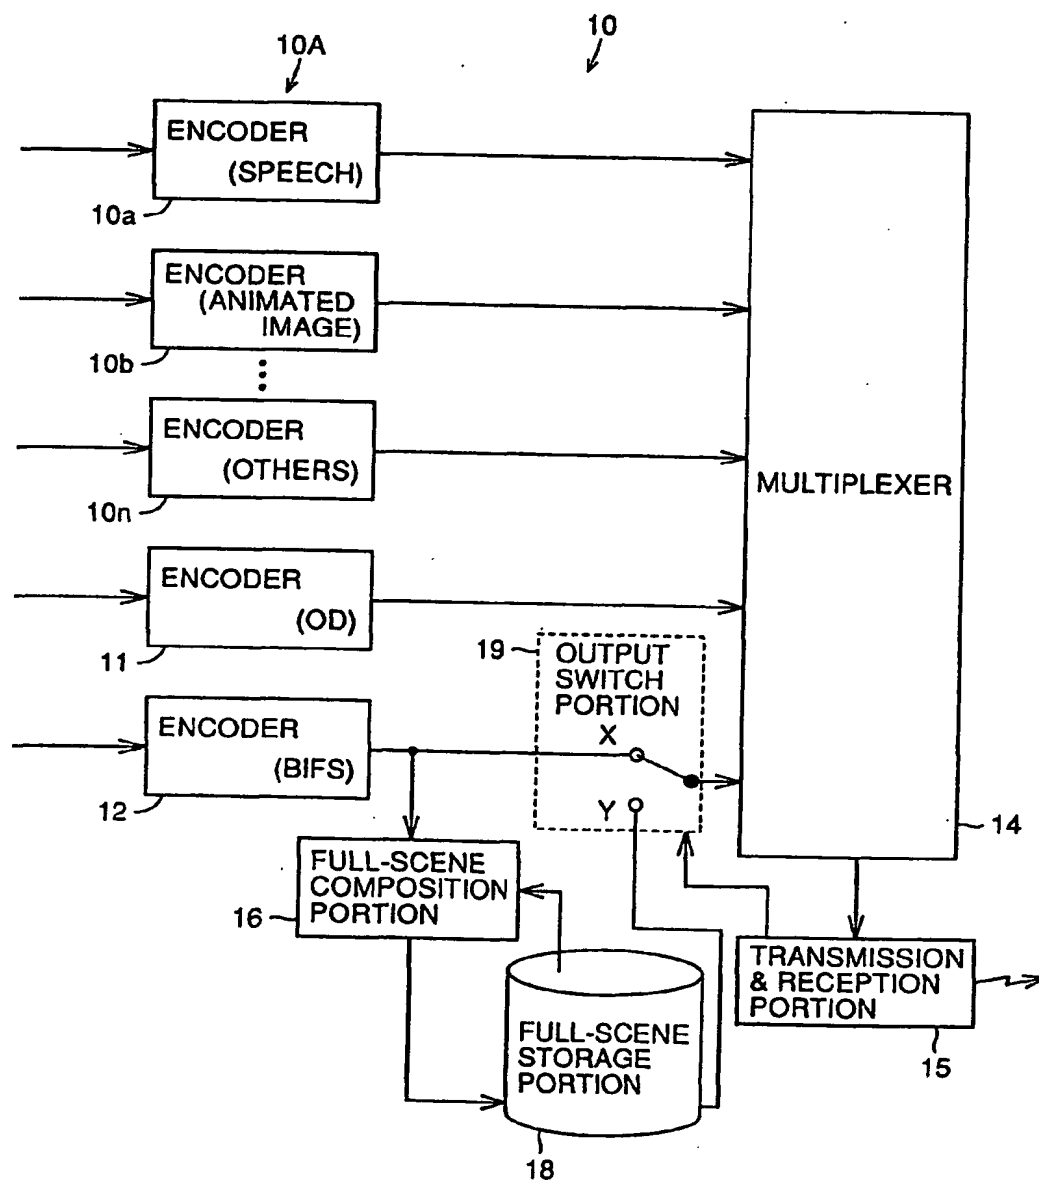 10
10A
ENCODER
(SPEECH)
10a
ENCODER
(ANIMATED
IMAGE)
10b
ENCODER
(OTHERS)
10n
MULTIPLEXER
ENCODER
(OD)
11
19
OUTPUT
SWITCH
PORTION
X
ENCODER
(BIFS)
12
Y
14
FULL-SCENE
COMPOSITION
PORTION
16
TRANSMISSION
& RECEPTION
PORTION
15
FULL-SCENE
STORAGE
PORTION
18